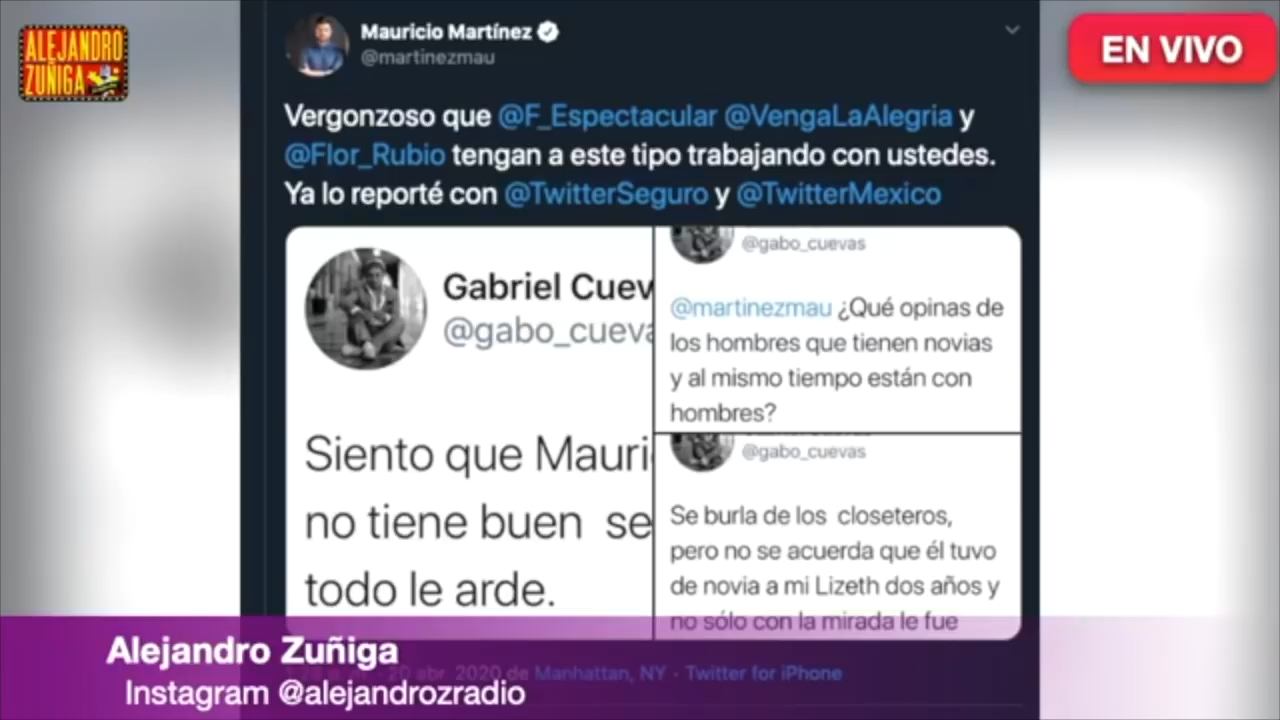 ALEJANDRO
ZUÑIGA
EN VIVO
Mauricio Martínez
@martinezmau
Vergonzoso que @F_Espectacular @VengaLaAlegria y
@Flor_Rubio tengan a este tipo trabajando con ustedes.
Ya lo reporté con @TwitterSeguro y @TwitterMexico
Gabriel Cuev
@gabo_cueva
Siento que Mauri
no tiene buen se
todo le arde.
@gabo_cuevas
@martinezmau ¿Qué opinas de
los hombres que tienen novias
y al mismo tiempo están con
hombres?
@gabo_cuevas
Se burla de los closeteros,
pero no se acuerda que él tuvo
de novia a mi Lizeth dos años y
no sólo con la mirada le fue
20 abr. 2020 de Manhattan, NY · Twitter for iPhone
Alejandro Zuñiga
Instagram @alejandrozradio